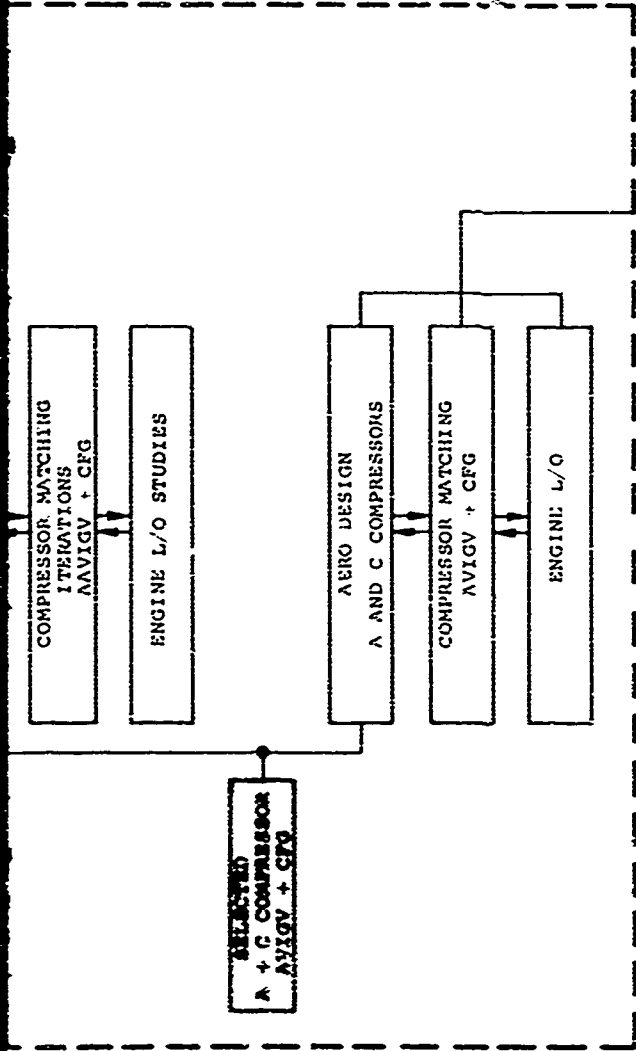 COMPRESSOR MATCHING
ITERATIONS
AAVIGV + CFG
ENGINE L/O STUDIES
SELECTED
A + C COMPRESSOR
AVIGV + CFG
AERO DESIGN
A AND C COMPRESSORS
COMPRESSOR MATCHING
AVIGV + CFG
ENGINE L/O